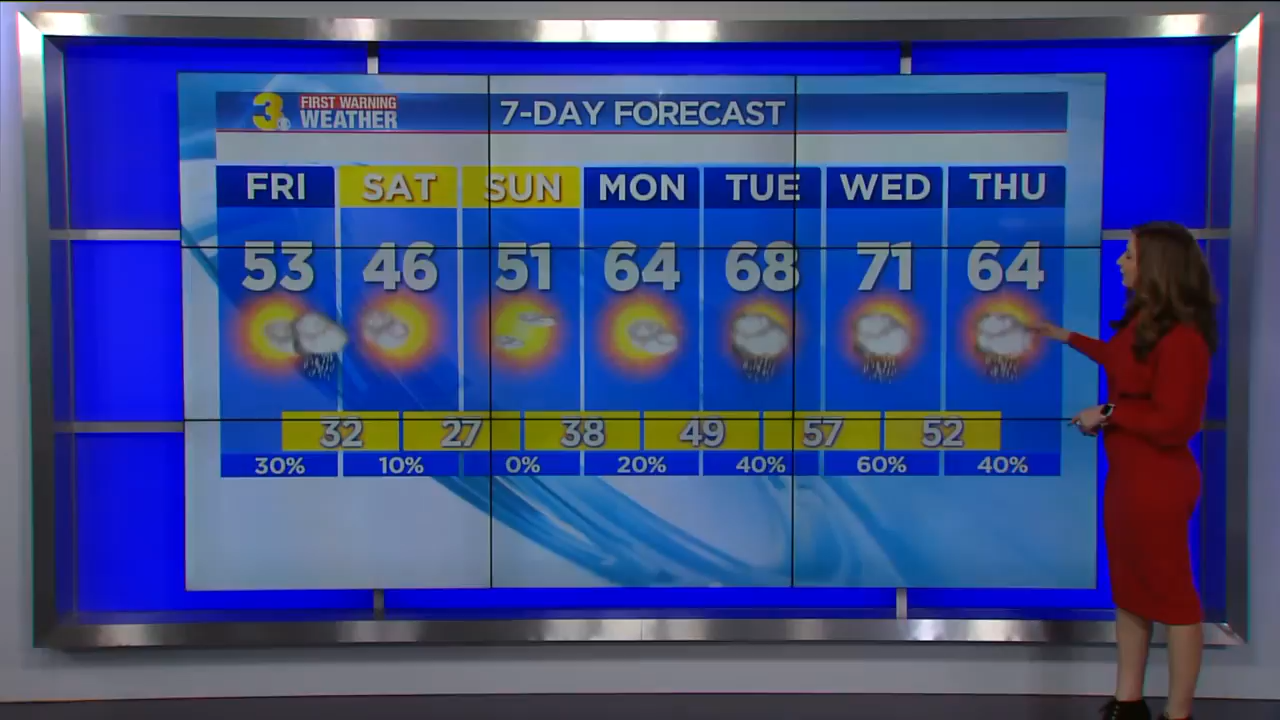 3 FIRST WARNING
WEATHER
7-DAY FORECAST
FRI SAT SUN MON TUE WED THU
53 46 51 64 68 71 64
32 27 38 49 57 52
30% 10% 0% 20% 40% 60% 40%